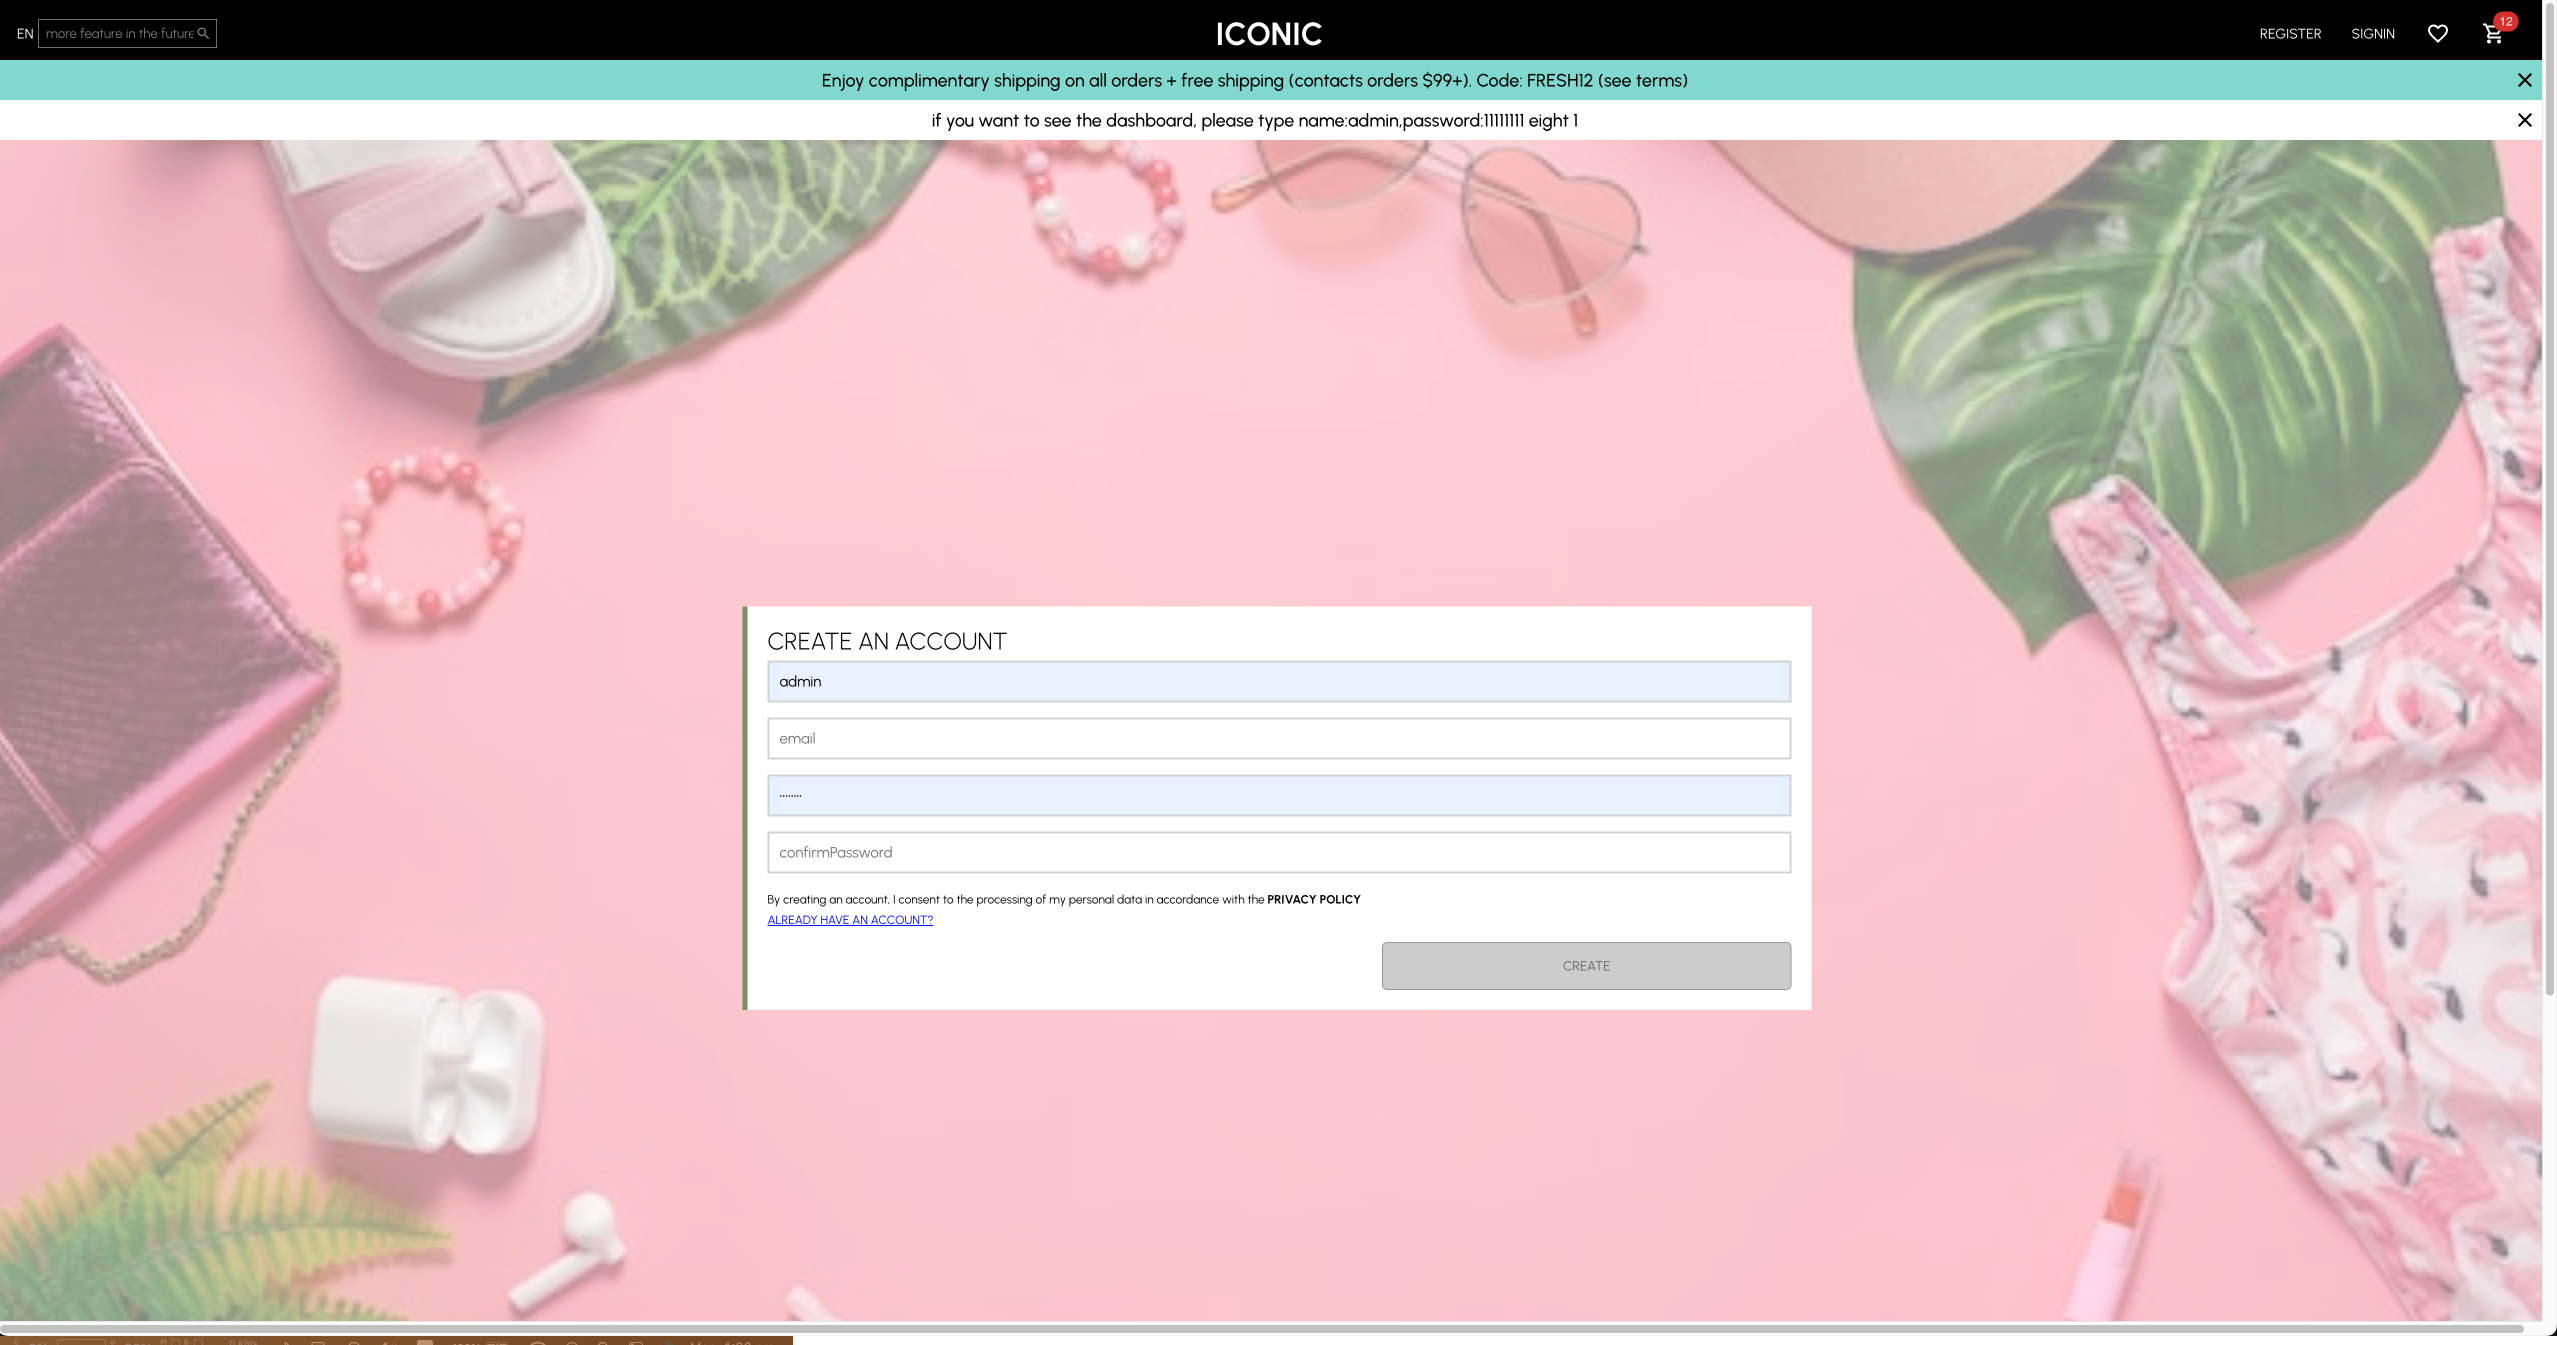 EN
more feature in the future
ICONIC
REGISTER
SIGNIN
12
Enjoy complimentary shipping on all orders + free shipping (contacts orders $99+). Code: FRESH12 (see terms)
if you want to see the dashboard, please type name:admin,password:11111111 eight 1
CREATE AN ACCOUNT
admin
email
confirmPassword
By creating an account, I consent to the processing of my personal data in accordance with the PRIVACY POLICY
ALREADY HAVE AN ACCOUNT?
CREATE